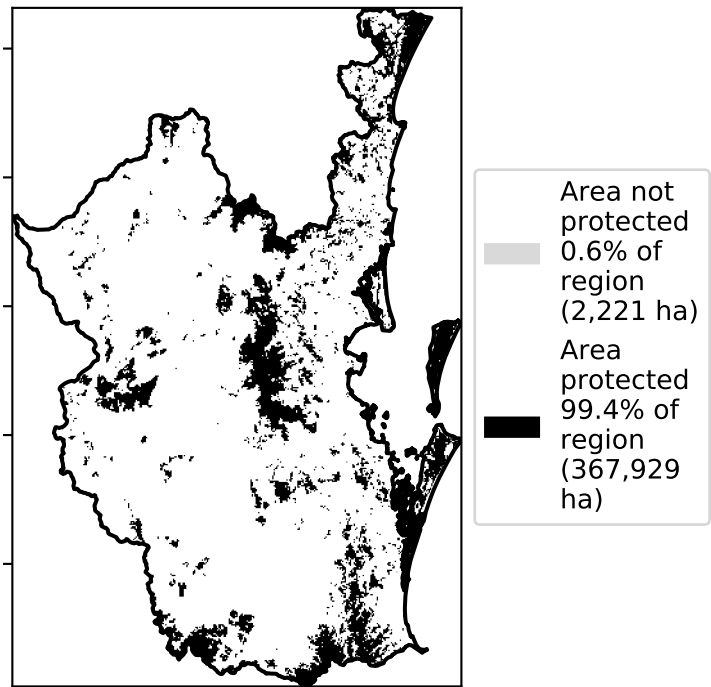 Area not
protected
0.6% of
region
(2,221 ha)
Area
protected
99.4% of
region
(367,929
ha)